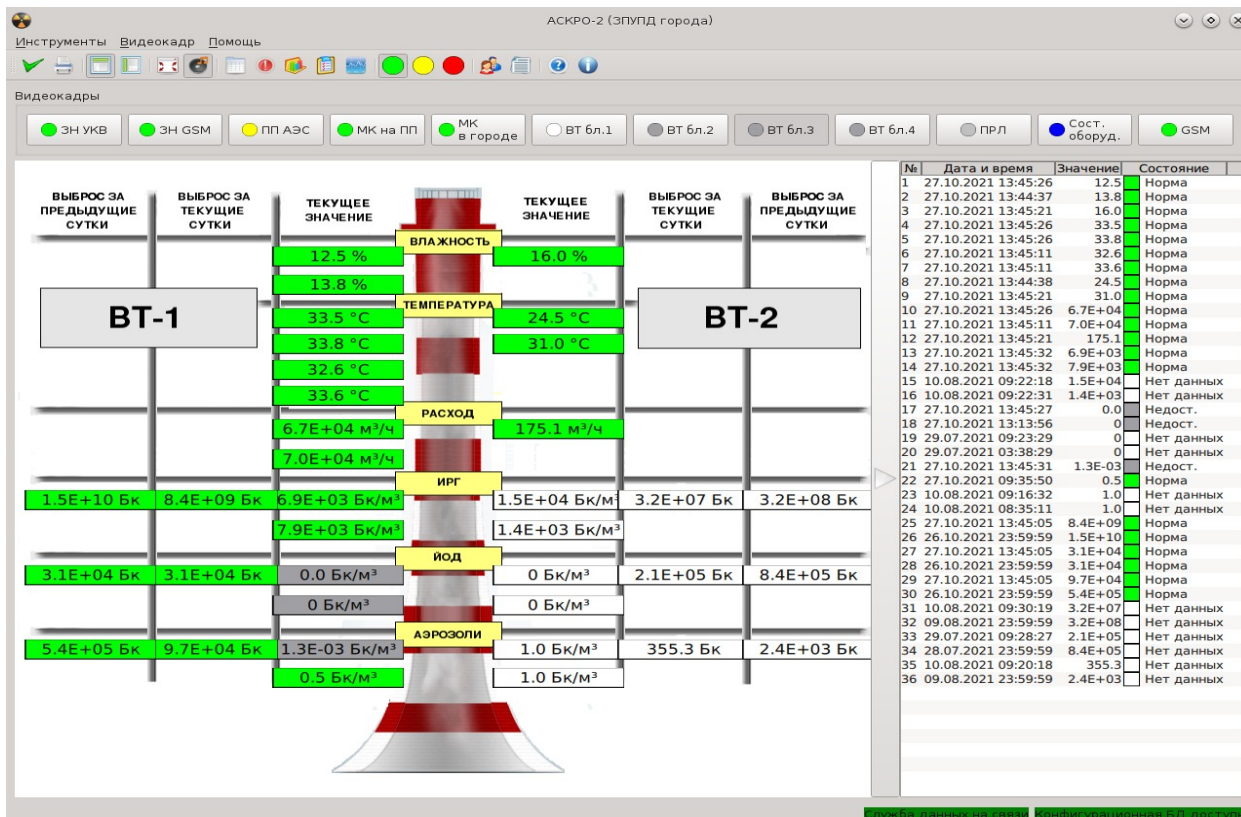 АСКРО-2 (ЗПУПД города)
Инструменты Видеокадр Помощь
Видеокадры
ЗН УКВ
ЗН GSM
ПП АЭС
МК на ПП
МК
в городе
ВТ бл.1
ВТ бл.2
ВТ бл.3
ВТ бл.4
ПРЛ
Сост.
оборуд.
GSM
ВЫБРОС ЗА
ПРЕДЫДУЩИЕ
СУТКИ
ВЫБРОС ЗА
ТЕКУЩИЕ
СУТКИ
ТЕКУЩЕЕ
ЗНАЧЕНИЕ
ТЕКУЩЕЕ
ЗНАЧЕНИЕ
ВЫБРОС ЗА
ТЕКУЩИЕ
СУТКИ
ВЫБРОС ЗА
ПРЕДЫДУЩИЕ
СУТКИ
ВЛАЖНОСТЬ
12.5 % 16.0 %
13.8 %
ВТ-1
ВТ-2
ТЕМПЕРАТУРА
33.5 °C 24.5 °C
33.8 °C 31.0 °C
32.6 °C
33.6 °C
РАСХОД
6.7E+04 м³/ч 175.1 м³/ч
7.0E+04 м³/ч
ИРГ
1.5E+10 Бк 8.4E+09 Бк 6.9E+03 Бк/м³ 1.5E+04 Бк/м³ 3.2E+07 Бк 3.2E+08 Бк
7.9E+03 Бк/м³ 1.4E+03 Бк/м³
ЙОД
3.1E+04 Бк 3.1E+04 Бк 0.0 Бк/м³ 0 Бк/м³ 2.1E+05 Бк 8.4E+05 Бк
0 Бк/м³ 0 Бк/м³
АЭРОЗОЛИ
5.4E+05 Бк 9.7E+04 Бк 1.3E-03 Бк/м³ 1.0 Бк/м³ 355.3 Бк 2.4E+03 Бк
0.5 Бк/м³ 1.0 Бк/м³
№ Дата и время Значение Состояние
1 27.10.2021 13:45:26 12.5 Норма
2 27.10.2021 13:44:37 13.8 Норма
3 27.10.2021 13:45:21 16.0 Норма
4 27.10.2021 13:45:26 33.5 Норма
5 27.10.2021 13:45:26 33.8 Норма
6 27.10.2021 13:45:11 32.6 Норма
7 27.10.2021 13:45:11 33.6 Норма
8 27.10.2021 13:44:38 24.5 Норма
9 27.10.2021 13:45:21 31.0 Норма
10 27.10.2021 13:45:26 6.7E+04 Норма
11 27.10.2021 13:45:11 7.0E+04 Норма
12 27.10.2021 13:45:21 175.1 Норма
13 27.10.2021 13:45:32 6.9E+03 Норма
14 27.10.2021 13:45:32 7.9E+03 Норма
15 10.08.2021 09:22:18 1.5E+04 Нет данных
16 10.08.2021 09:22:31 1.4E+03 Нет данных
17 27.10.2021 13:45:27 0.0 Недост.
18 27.10.2021 13:13:56 0 Недост.
19 29.07.2021 09:23:29 0 Нет данных
20 29.07.2021 03:38:29 0 Нет данных
21 27.10.2021 13:45:31 1.3E-03 Недост.
22 27.10.2021 09:35:50 0.5 Норма
23 10.08.2021 09:16:32 1.0 Нет данных
24 10.08.2021 08:35:11 1.0 Нет данных
25 27.10.2021 13:45:05 8.4E+09 Норма
26 26.10.2021 23:59:59 1.5E+10 Норма
27 27.10.2021 13:45:05 3.1E+04 Норма
28 26.10.2021 23:59:59 3.1E+04 Норма
29 27.10.2021 13:45:05 9.7E+04 Норма
30 26.10.2021 23:59:59 5.4E+05 Норма
31 10.08.2021 09:30:19 3.2E+07 Нет данных
32 09.08.2021 23:59:59 3.2E+08 Нет данных
33 29.07.2021 09:28:27 2.1E+05 Нет данных
34 28.07.2021 23:59:59 8.4E+05 Нет данных
35 10.08.2021 09:20:18 355.3 Нет данных
36 09.08.2021 23:59:59 2.4E+03 Нет данных
Служба данных на связи Конфигурационная БД доступ